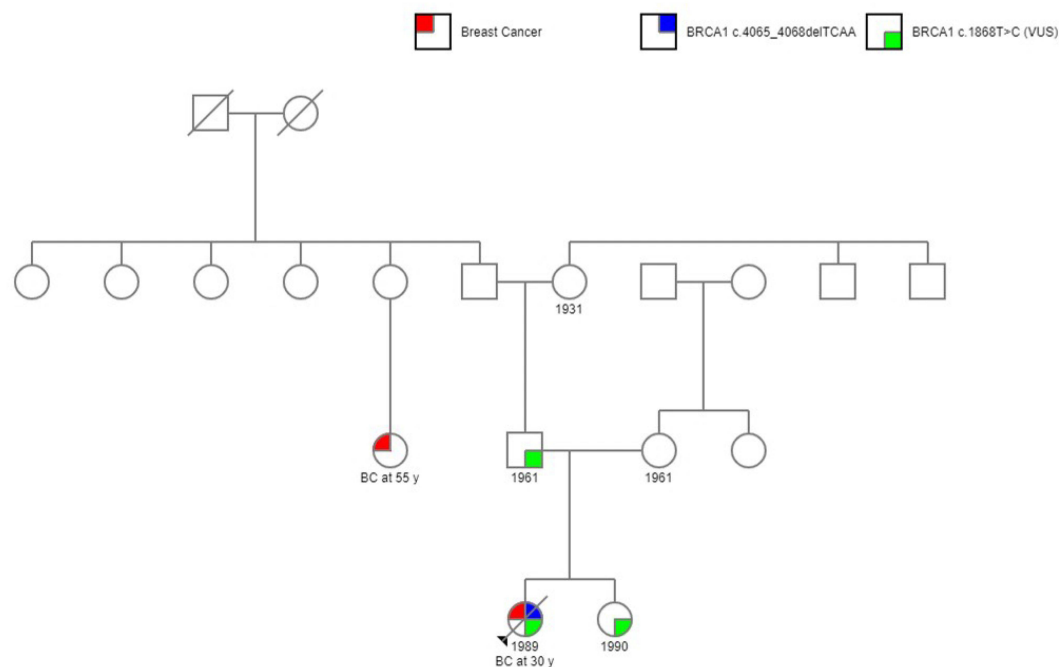 Breast Cancer
BRCA1 c.4065_4068delTCAA
BRCA1 c.1868T>C (VUS)
1931
BC at 55 y
1961
1961
1989
BC at 30 y
1990